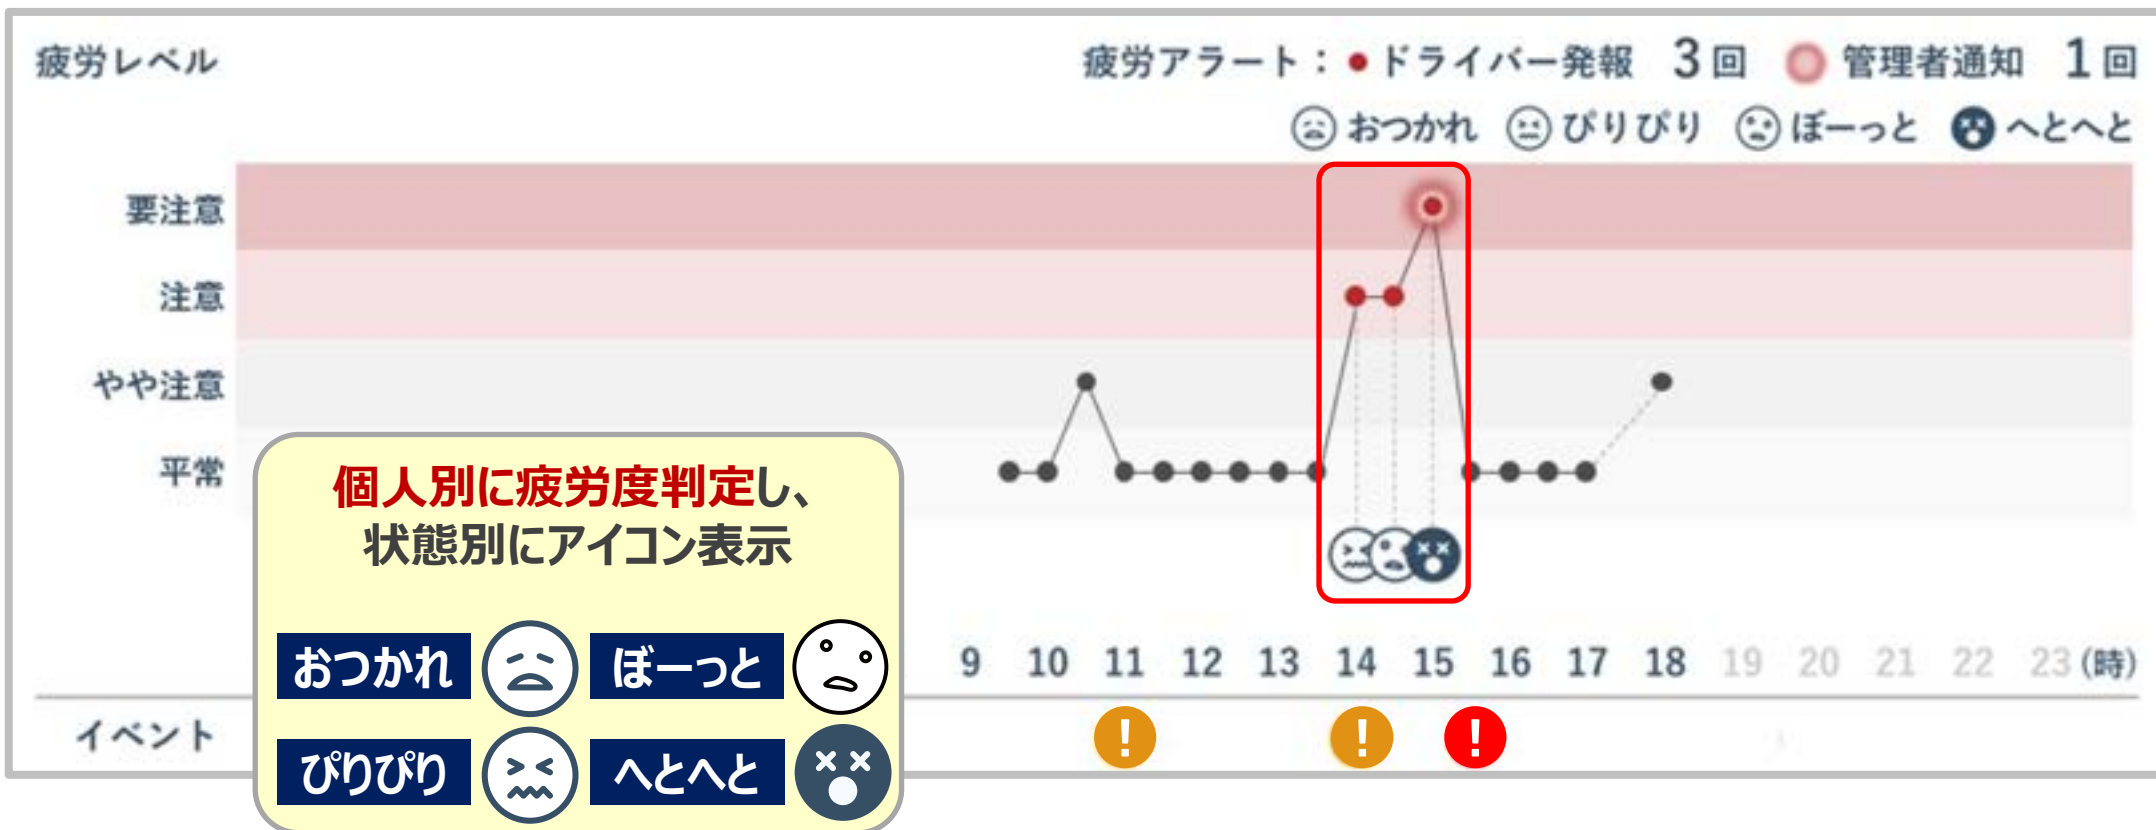 疲労レベル
疲労アラート：●ドライバー発報 3回 管理者通知 1回
おつかれ ぴりぴり ぼーっと へとへと
要注意
注意
やや注意
平常
個人別に疲労度判定し、
状態別にアイコン表示
おつかれ ぼーっと
ぴりぴり へとへと
9 10 11 12 13 14 15 16 17 18 19 20 21 22 23 (時)
イベント
! ! !